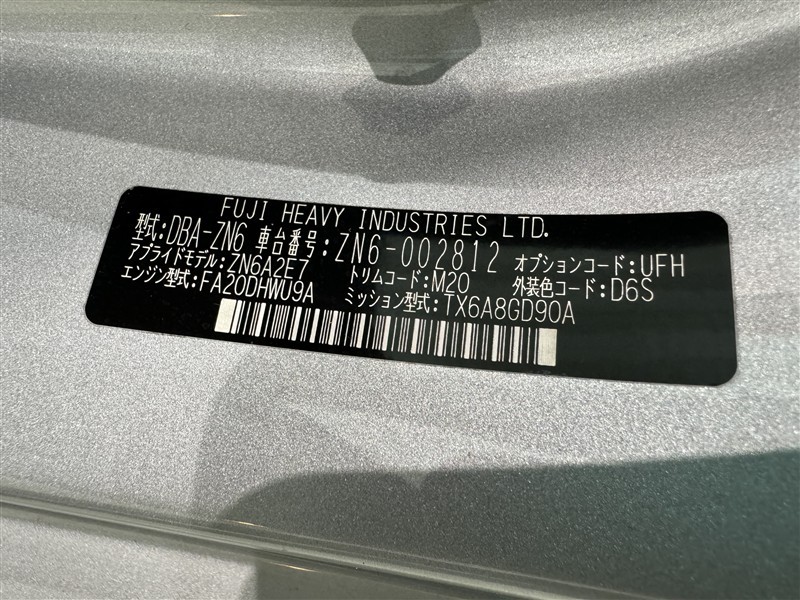 FUJI HEAVY INDUSTRIES LTD.
型式:DBA-ZN6 車台番号:ZN6-002812 オプションコード:UFH
アプライドモデル:ZN6A2E7 トリムコード:M20 外装色コード:D6S
エンジン型式:FA20DHWU9A ミッション型式:TX6A8GD90A